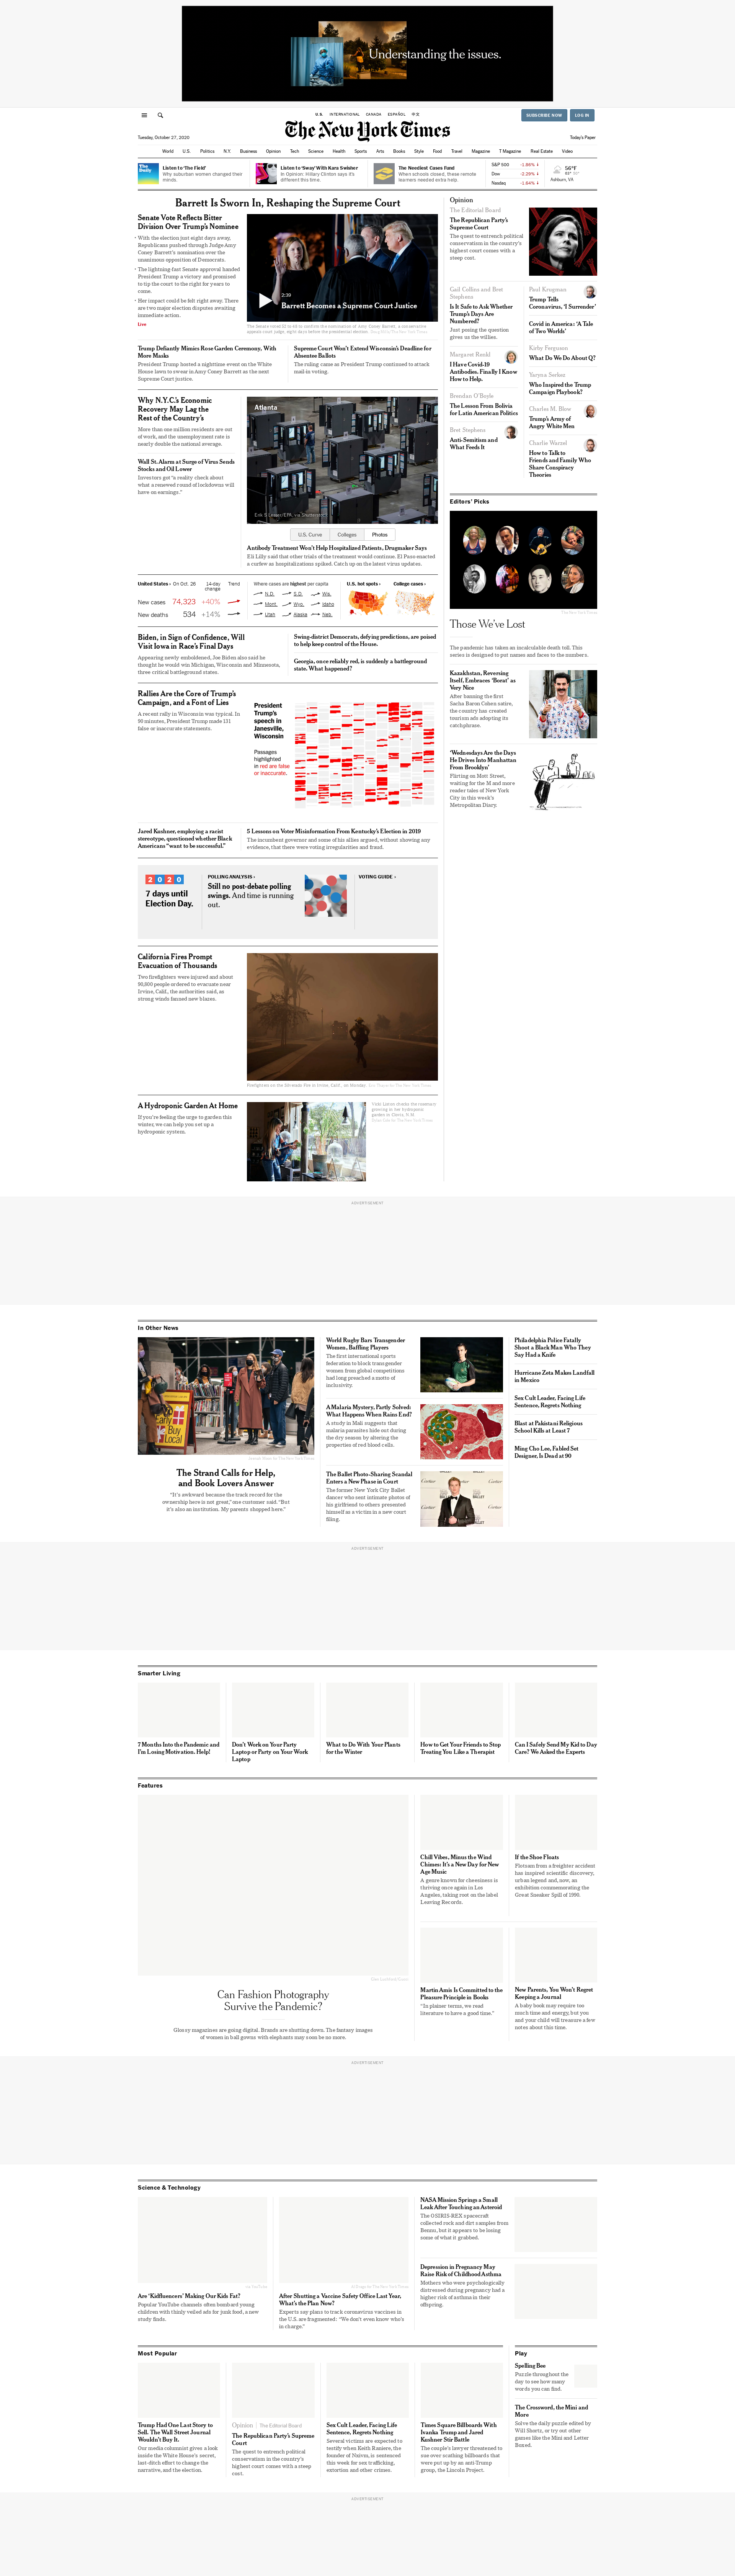 Understanding the issues.
U.S. INTERNATIONAL CANADA ESPAÑOL 中文
SUBSCRIBE NOW LOG IN
The New York Times
Tuesday, October 27, 2020
Today's Paper
World U.S. Politics N.Y. Business Opinion Tech Science Health Sports Arts Books Style Food Travel Magazine T Magazine Real Estate Video
The Daily
Listen to 'The Field'
Why suburban women changed their minds.
Listen to 'Sway' With Kara Swisher
In Opinion: Hillary Clinton says it's different this time.
The Neediest Cases Fund
When schools closed, these remote learners needed extra help.
S&P 500 -1.86%
Dow -2.29%
Nasdaq -1.64%
56°F
Ashburn, VA
Barrett Is Sworn In, Reshaping the Supreme Court
Senate Vote Reflects Bitter
Division Over Trump's Nominee
• With the election just eight days away,
Republicans pushed through Judge Amy
Coney Barrett's nomination over the
unanimous opposition of Democrats.
• The lightning-fast Senate approval handed
President Trump a victory and promised
to tip the court to the right for years to
come.
• Her impact could be felt right away. There
are two major election disputes awaiting
immediate action.
Live
2:39
Barrett Becomes a Supreme Court Justice
The Senate voted 52 to 48 to confirm the nomination of Amy Coney Barrett, a conservative
appeals court judge, eight days before the presidential election.
Trump Defiantly Mimics Rose Garden Ceremony, With
More Masks
President Trump hosted a nighttime event on the White
House lawn to swear in Amy Coney Barrett as the next
Supreme Court justice.
Supreme Court Won't Extend Wisconsin's Deadline for
Absentee Ballots
The ruling came as President Trump continued to attack
mail-in voting.
Why N.Y.C.'s Economic
Recovery May Lag the
Rest of the Country's
More than one million residents are out
of work, and the unemployment rate is
nearly double the national average.
Wall St. Alarm at Surge of Virus Sends
Stocks and Oil Lower
Investors got "a reality check about
what a renewed round of lockdowns will
have on earnings."
Atlanta
Erik S Lesser/EPA, via Shutterstock
U.S. Curve Colleges Photos
Antibody Treatment Won't Help Hospitalized Patients, Drugmaker Says
Eli Lilly said that other trials of the treatment would continue. El Paso enacted
a curfew as hospitalizations spiked. Catch up on the latest virus updates.
United States › On Oct. 26 14-day change Trend
New cases 74,323 +40%
New deaths 534 +14%
Where cases are highest per capita
N.D. S.D. Wis.
Mont. Wyo. Idaho
Utah Alaska Neb.
U.S. hot spots ›
College cases ›
Biden, in Sign of Confidence, Will
Visit Iowa in Race's Final Days
Appearing newly emboldened, Joe Biden also said he
thought he would win Michigan, Wisconsin and Minnesota,
three critical battleground states.
Swing-district Democrats, defying predictions, are poised
to help keep control of the House.
Georgia, once reliably red, is suddenly a battleground
state. What happened?
Rallies Are the Core of Trump's
Campaign, and a Font of Lies
A recent rally in Wisconsin was typical. In
90 minutes, President Trump made 131
false or inaccurate statements.
President
Trump's
speech in
Janesville,
Wisconsin
Passages
highlighted
in red are false
or inaccurate.
Jared Kushner, employing a racist
stereotype, questioned whether Black
Americans "want to be successful."
5 Lessons on Voter Misinformation From Kentucky's Election in 2019
The incumbent governor and some of his allies argued, without showing any
evidence, that there were voting irregularities and fraud.
2020
7 days until
Election Day.
POLLING ANALYSIS ›
Still no post-debate polling
swings. And time is running
out.
VOTING GUIDE ›
California Fires Prompt
Evacuation of Thousands
Two firefighters were injured and about
90,800 people ordered to evacuate near
Irvine, Calif., the authorities said, as
strong winds fanned new blazes.
Firefighters on the Silverado Fire in Irvine, Calif., on Monday.
A Hydroponic Garden At Home
If you're feeling the urge to garden this
winter, we can help you set up a
hydroponic system.
Opinion
The Editorial Board
The Republican Party's
Supreme Court
The quest to entrench political
conservatism in the country's
highest court comes with a
steep cost.
Gail Collins and Bret
Stephens
Is It Safe to Ask Whether
Trump's Days Are
Numbered?
Just posing the question
gives us the willies.
Margaret Renkl
I Have Covid-19
Antibodies. Finally I Know
How to Help.
Brendan O'Boyle
The Lesson From Bolivia
for Latin American Politics
Bret Stephens
Anti-Semitism and
What Feeds It
Paul Krugman
Trump Tells
Coronavirus, 'I Surrender'
Covid in America: 'A Tale
of Two Worlds'
Kirby Ferguson
What Do We Do About Q?
Yaryna Serkez
Who Inspired the Trump
Campaign Playbook?
Charles M. Blow
Trump's Army of
Angry White Men
Charlie Warzel
How to Talk to
Friends and Family Who
Share Conspiracy
Theories
Editors' Picks
The New York Times
Those We've Lost
The pandemic has taken an incalculable death toll. This
series is designed to put names and faces to the numbers.
Kazakhstan, Reversing
Itself, Embraces 'Borat' as
Very Nice
After banning the first
Sacha Baron Cohen satire,
the country has created
tourism ads adopting its
catchphrase.
'Wednesdays Are the Days
He Drives Into Manhattan
From Brooklyn'
Flirting on Mott Street,
waiting for the M and more
reader tales of New York
City in this week's
Metropolitan Diary.
ADVERTISEMENT
In Other News
The Strand Calls for Help,
and Book Lovers Answer
"It's awkward because the track record for the
ownership here is not great," one customer said. "But
it's also an institution. My parents shopped here."
World Rugby Bars Transgender
Women, Baffling Players
The first international sports
federation to block transgender
women from global competitions
had long preached a motto of
inclusivity.
A Malaria Mystery, Partly Solved:
What Happens When Rains End?
A study in Mali suggests that
malaria parasites hide out during
the dry season by altering the
properties of red blood cells.
The Ballet Photo-Sharing Scandal
Enters a New Phase in Court
The former New York City Ballet
dancer who sent intimate photos of
his girlfriend to others presented
himself as a victim in a new court
filing.
Philadelphia Police Fatally
Shoot a Black Man Who They
Say Had a Knife
Hurricane Zeta Makes Landfall
in Mexico
Sex Cult Leader, Facing Life
Sentence, Regrets Nothing
Blast at Pakistani Religious
School Kills at Least 7
Ming Cho Lee, Fabled Set
Designer, Is Dead at 90
ADVERTISEMENT
Smarter Living
7 Months Into the Pandemic and
I'm Losing Motivation. Help!
Don't Work on Your Party
Laptop or Party on Your Work
Laptop
What to Do With Your Plants
for the Winter
How to Get Your Friends to Stop
Treating You Like a Therapist
Can I Safely Send My Kid to Day
Care? We Asked the Experts
Features
Can Fashion Photography
Survive the Pandemic?
Glossy magazines are going digital. Brands are shutting down. The fantasy images
of women in ball gowns with elephants may soon be no more.
Chill Vibes, Minus the Wind
Chimes: It's a New Day for New
Age Music
A genre known for cheesiness is
thriving once again in Los
Angeles, taking root on the label
Leaving Records.
If the Shoe Floats
Flotsam from a freighter accident
has inspired scientific discovery,
urban legend and, now, an
exhibition commemorating the
Great Sneaker Spill of 1990.
Martin Amis Is Committed to the
Pleasure Principle in Books
"In plainer terms, we read
literature to have a good time."
New Parents, You Won't Regret
Keeping a Journal
A baby book may require too
much time and energy, but you
and your child will treasure a few
notes about this time.
ADVERTISEMENT
Science & Technology
Are 'Kidfluencers' Making Our Kids Fat?
Popular YouTube channels often bombard young
children with thinly veiled ads for junk food, a new
study finds.
After Shutting a Vaccine Safety Office Last Year,
What's the Plan Now?
Experts say plans to track coronavirus vaccines in
the U.S. are fragmented: "We don't even know who's
in charge."
NASA Mission Springs a Small
Leak After Touching an Asteroid
The OSIRIS-REX spacecraft
collected rock and dirt samples from
Bennu, but it appears to be losing
some of what it grabbed.
Depression in Pregnancy May
Raise Risk of Childhood Asthma
Mothers who were psychologically
distressed during pregnancy had a
higher risk of asthma in their
offspring.
Most Popular
Trump Had One Last Story to
Sell. The Wall Street Journal
Wouldn't Buy It.
Our media columnist gives a look
inside the White House's secret,
last-ditch effort to change the
narrative, and the election.
Opinion | The Editorial Board
The Republican Party's Supreme
Court
The quest to entrench political
conservatism in the country's
highest court comes with a steep
cost.
Sex Cult Leader, Facing Life
Sentence, Regrets Nothing
Several victims are expected to
testify when Keith Raniere, the
founder of Nxivm, is sentenced
this week for sex trafficking,
extortion and other crimes.
Times Square Billboards With
Ivanka Trump and Jared
Kushner Stir Battle
The couple's lawyer threatened to
sue over scathing billboards that
were put up by an anti-Trump
group, the Lincoln Project.
Play
Spelling Bee
Puzzle throughout the
day to see how many
words you can find.
The Crossword, the Mini and
More
Solve the daily puzzle edited by
Will Shortz, or try out other
games like the Mini and Letter
Boxed.
ADVERTISEMENT